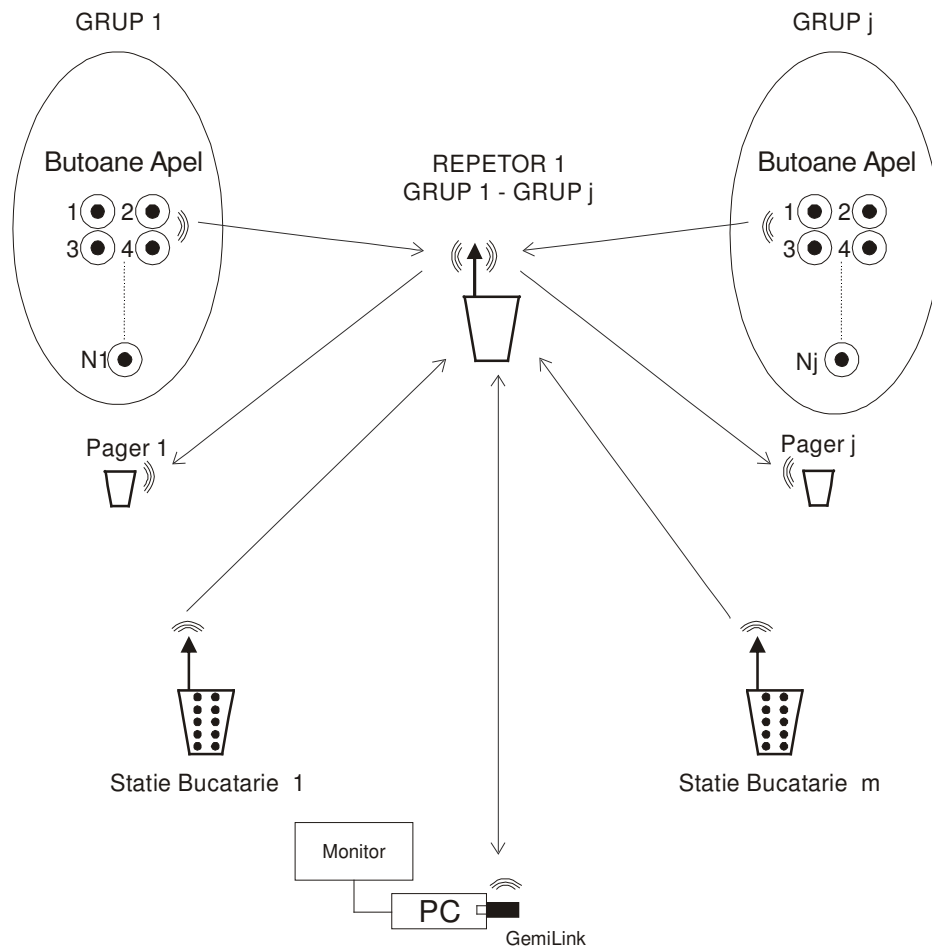 GRUP 1
GRUP j
Butoane Apel
1 2
3 4
N1
REPETOR 1
GRUP 1 - GRUP j
Butoane Apel
1 2
3 4
Nj
Pager 1
Pager j
Statie Bucatarie 1
Statie Bucatarie m
Monitor
PC
GemiLink